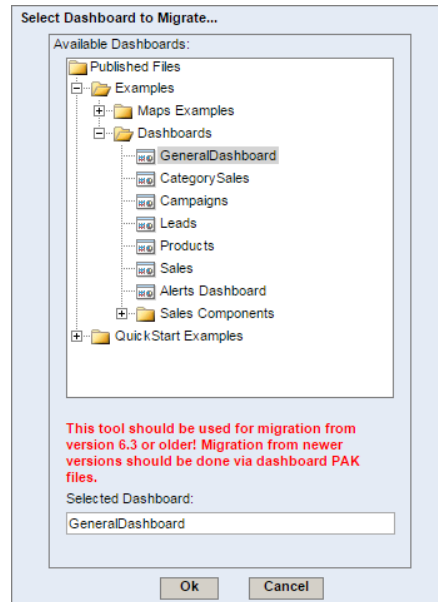 Select Dashboard to Migrate...
Available Dashboards:
Published Files
Examples
Maps Examples
Dashboards
GeneralDashboard
CategorySales
Campaigns
Leads
Products
Sales
Alerts Dashboard
Sales Components
QuickStart Examples
This tool should be used for migration from
version 6.3 or older! Migration from newer
versions should be done via dashboard PAK
files.
Selected Dashboard:
GeneralDashboard
Ok Cancel